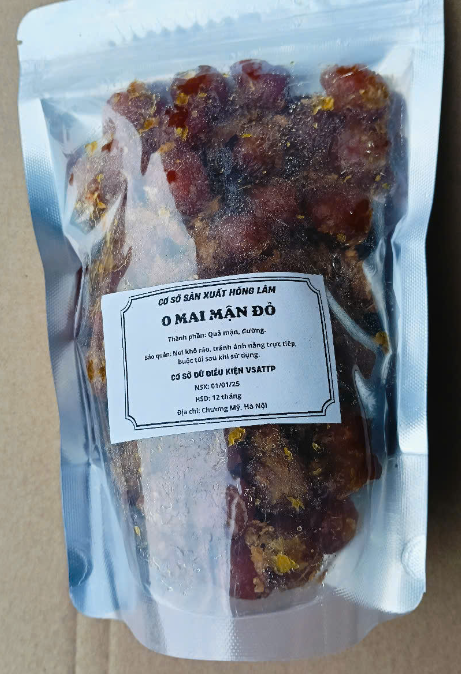 CƠ SỞ SẢN XUẤT HỒNG LÂM
O MAI MẬN ĐỎ
Thành phần: Quả mận, đường.
Bảo quản: Nơi khô ráo, tránh ánh nắng trực tiếp,
buộc túi sau khi sử dụng.
CƠ SỞ ĐỦ ĐIỀU KIỆN VSATTP
NSX: 01/01/25
HSD: 12 tháng
Địa chỉ: Chương Mỹ, Hà Nội